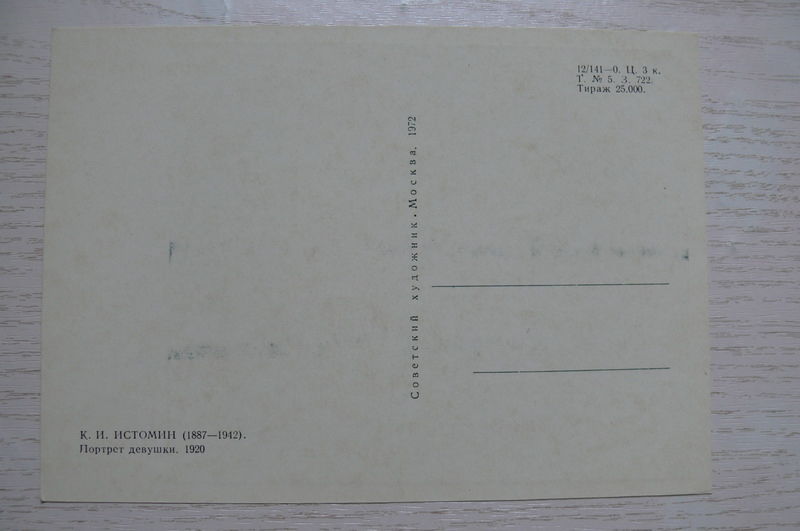 12/141—0. Ц. 3 к.
Т. № 5. З. 722.
Тираж 25.000.
Советский художник. Москва. 1972
К. И. ИСТОМИН (1887—1942).
Портрет девушки. 1920